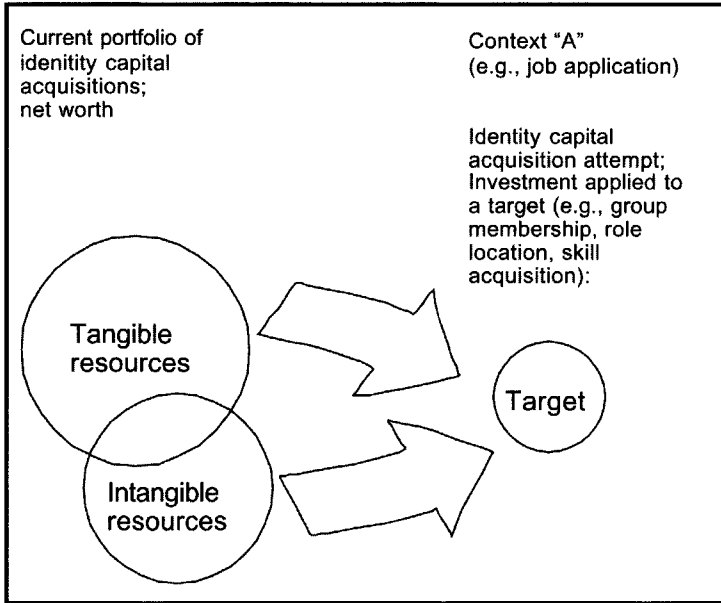 Current portfolio of
idenitity capital
acquisitions;
net worth
Context “A”
(e.g., job application)
Identity capital
acquisition attempt;
Investment applied to
a target (e.g., group
membership, role
location, skill
acquisition):
Tangible
resources
Target
Intangible
resources